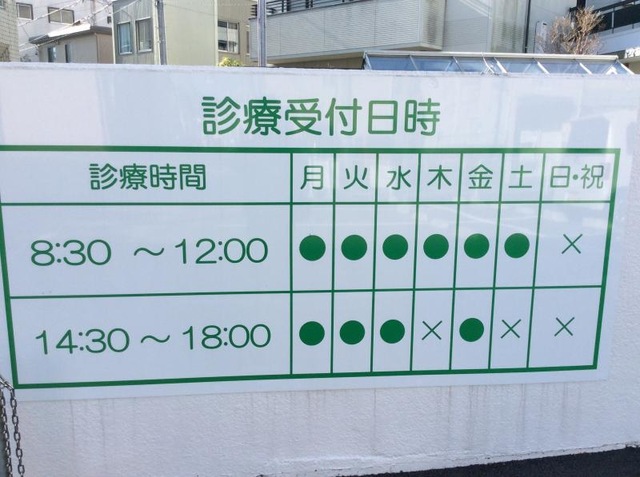 診療受付日時
診療時間 月 火 水 木 金 土 日・祝
8:30 ～12:00 ● ● ● ● ● ● ×
14:30～18:00 ● ● ● × ● × ×